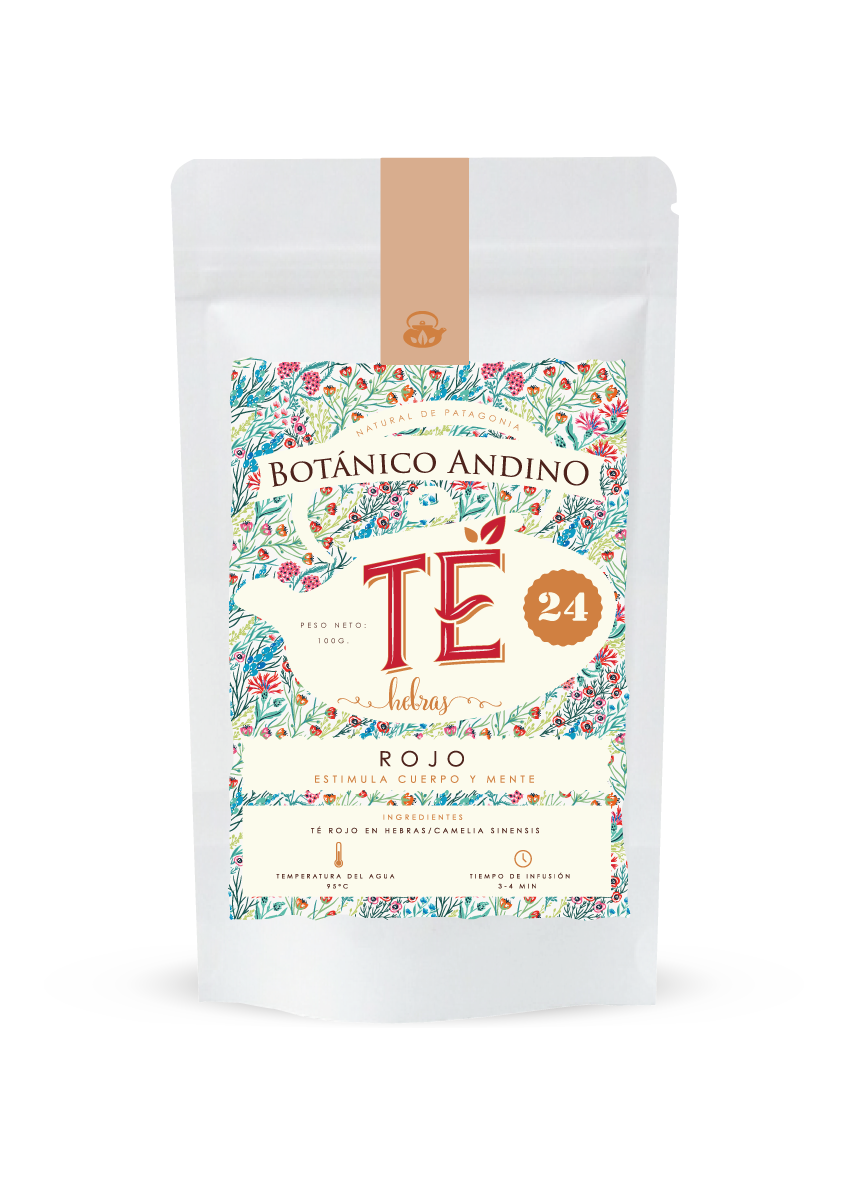 NATURAL DE PATAGONIA
BOTÁNICO ANDINO
TÉ
24
PESO NETO:
100G.
hebras
ROJO
ESTIMULA CUERPO Y MENTE
INGREDIENTES
TÉ ROJO EN HEBRAS/CAMELIA SINENSIS
TEMPERATURA DEL AGUA
95°C
TIEMPO DE INFUSIÓN
3-4 MIN